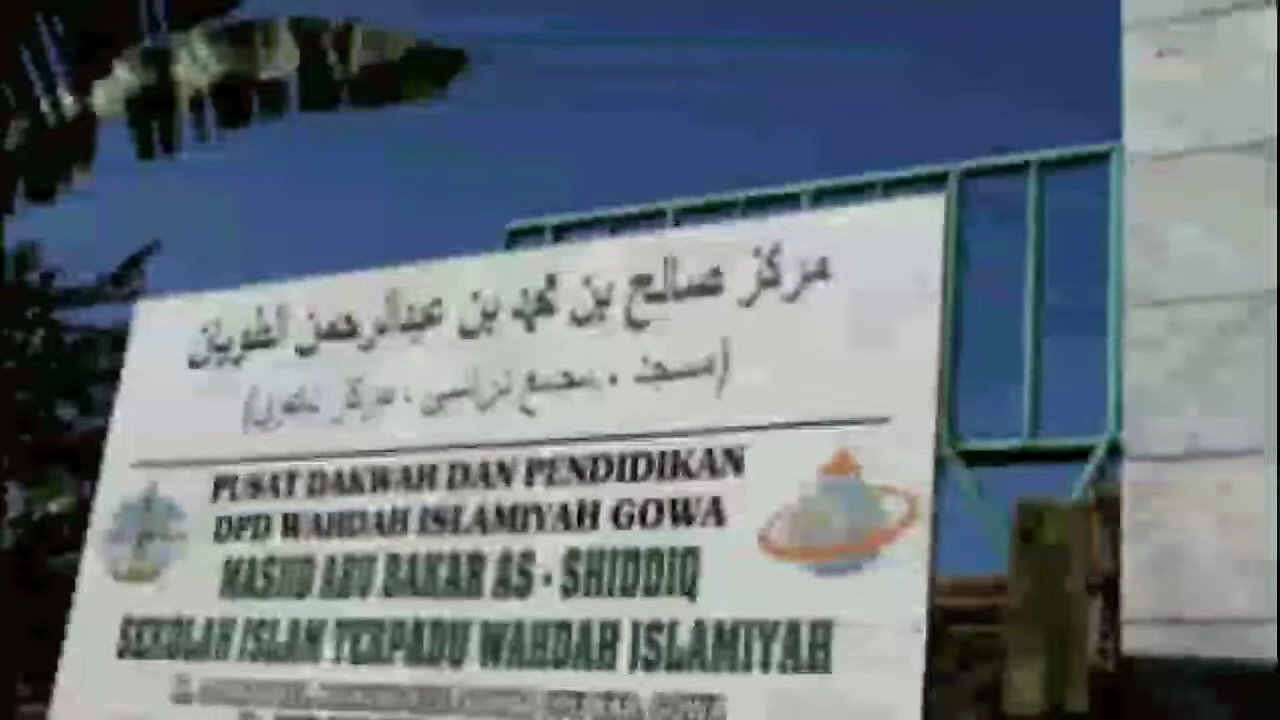 مركز صالح بن محمد بن عبدالرحمن الطويان
(مسجد ، مجمع دراسي ، مركز
PUSAT DAKWAH DAN PENDIDIKAN
DPD WAHDAH ISLAMIYAH GOWA
MASJID ABU BAKAR AS - SHIDDIQ
SEKOLAH ISLAM TERPADU WAHDAH ISLAMIYAH